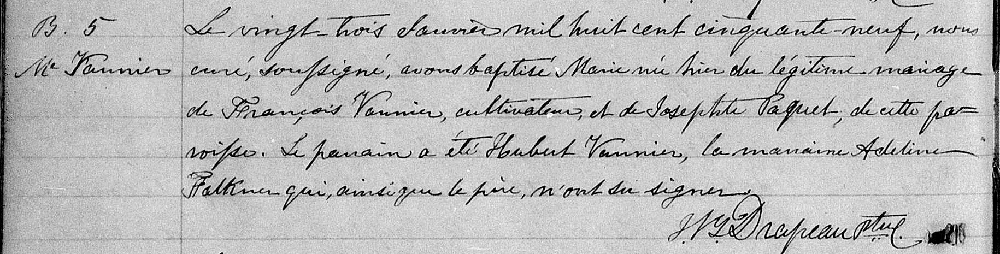 B. 5
Le vingt-trois Janvier mil huit cent cinquante-neuf, nous
Me Vannier
curé, soussigné, avons baptisé Marie née hier du légitime mariage
de François Vannier, cultivateur, et de Josephte Paquet, de cette pa=
roisse. Le parrain a été Hubert Vannier, la marraine Adeline
Falkner qui, ainsi que le père, n'ont su signer
Drapeau Ptre